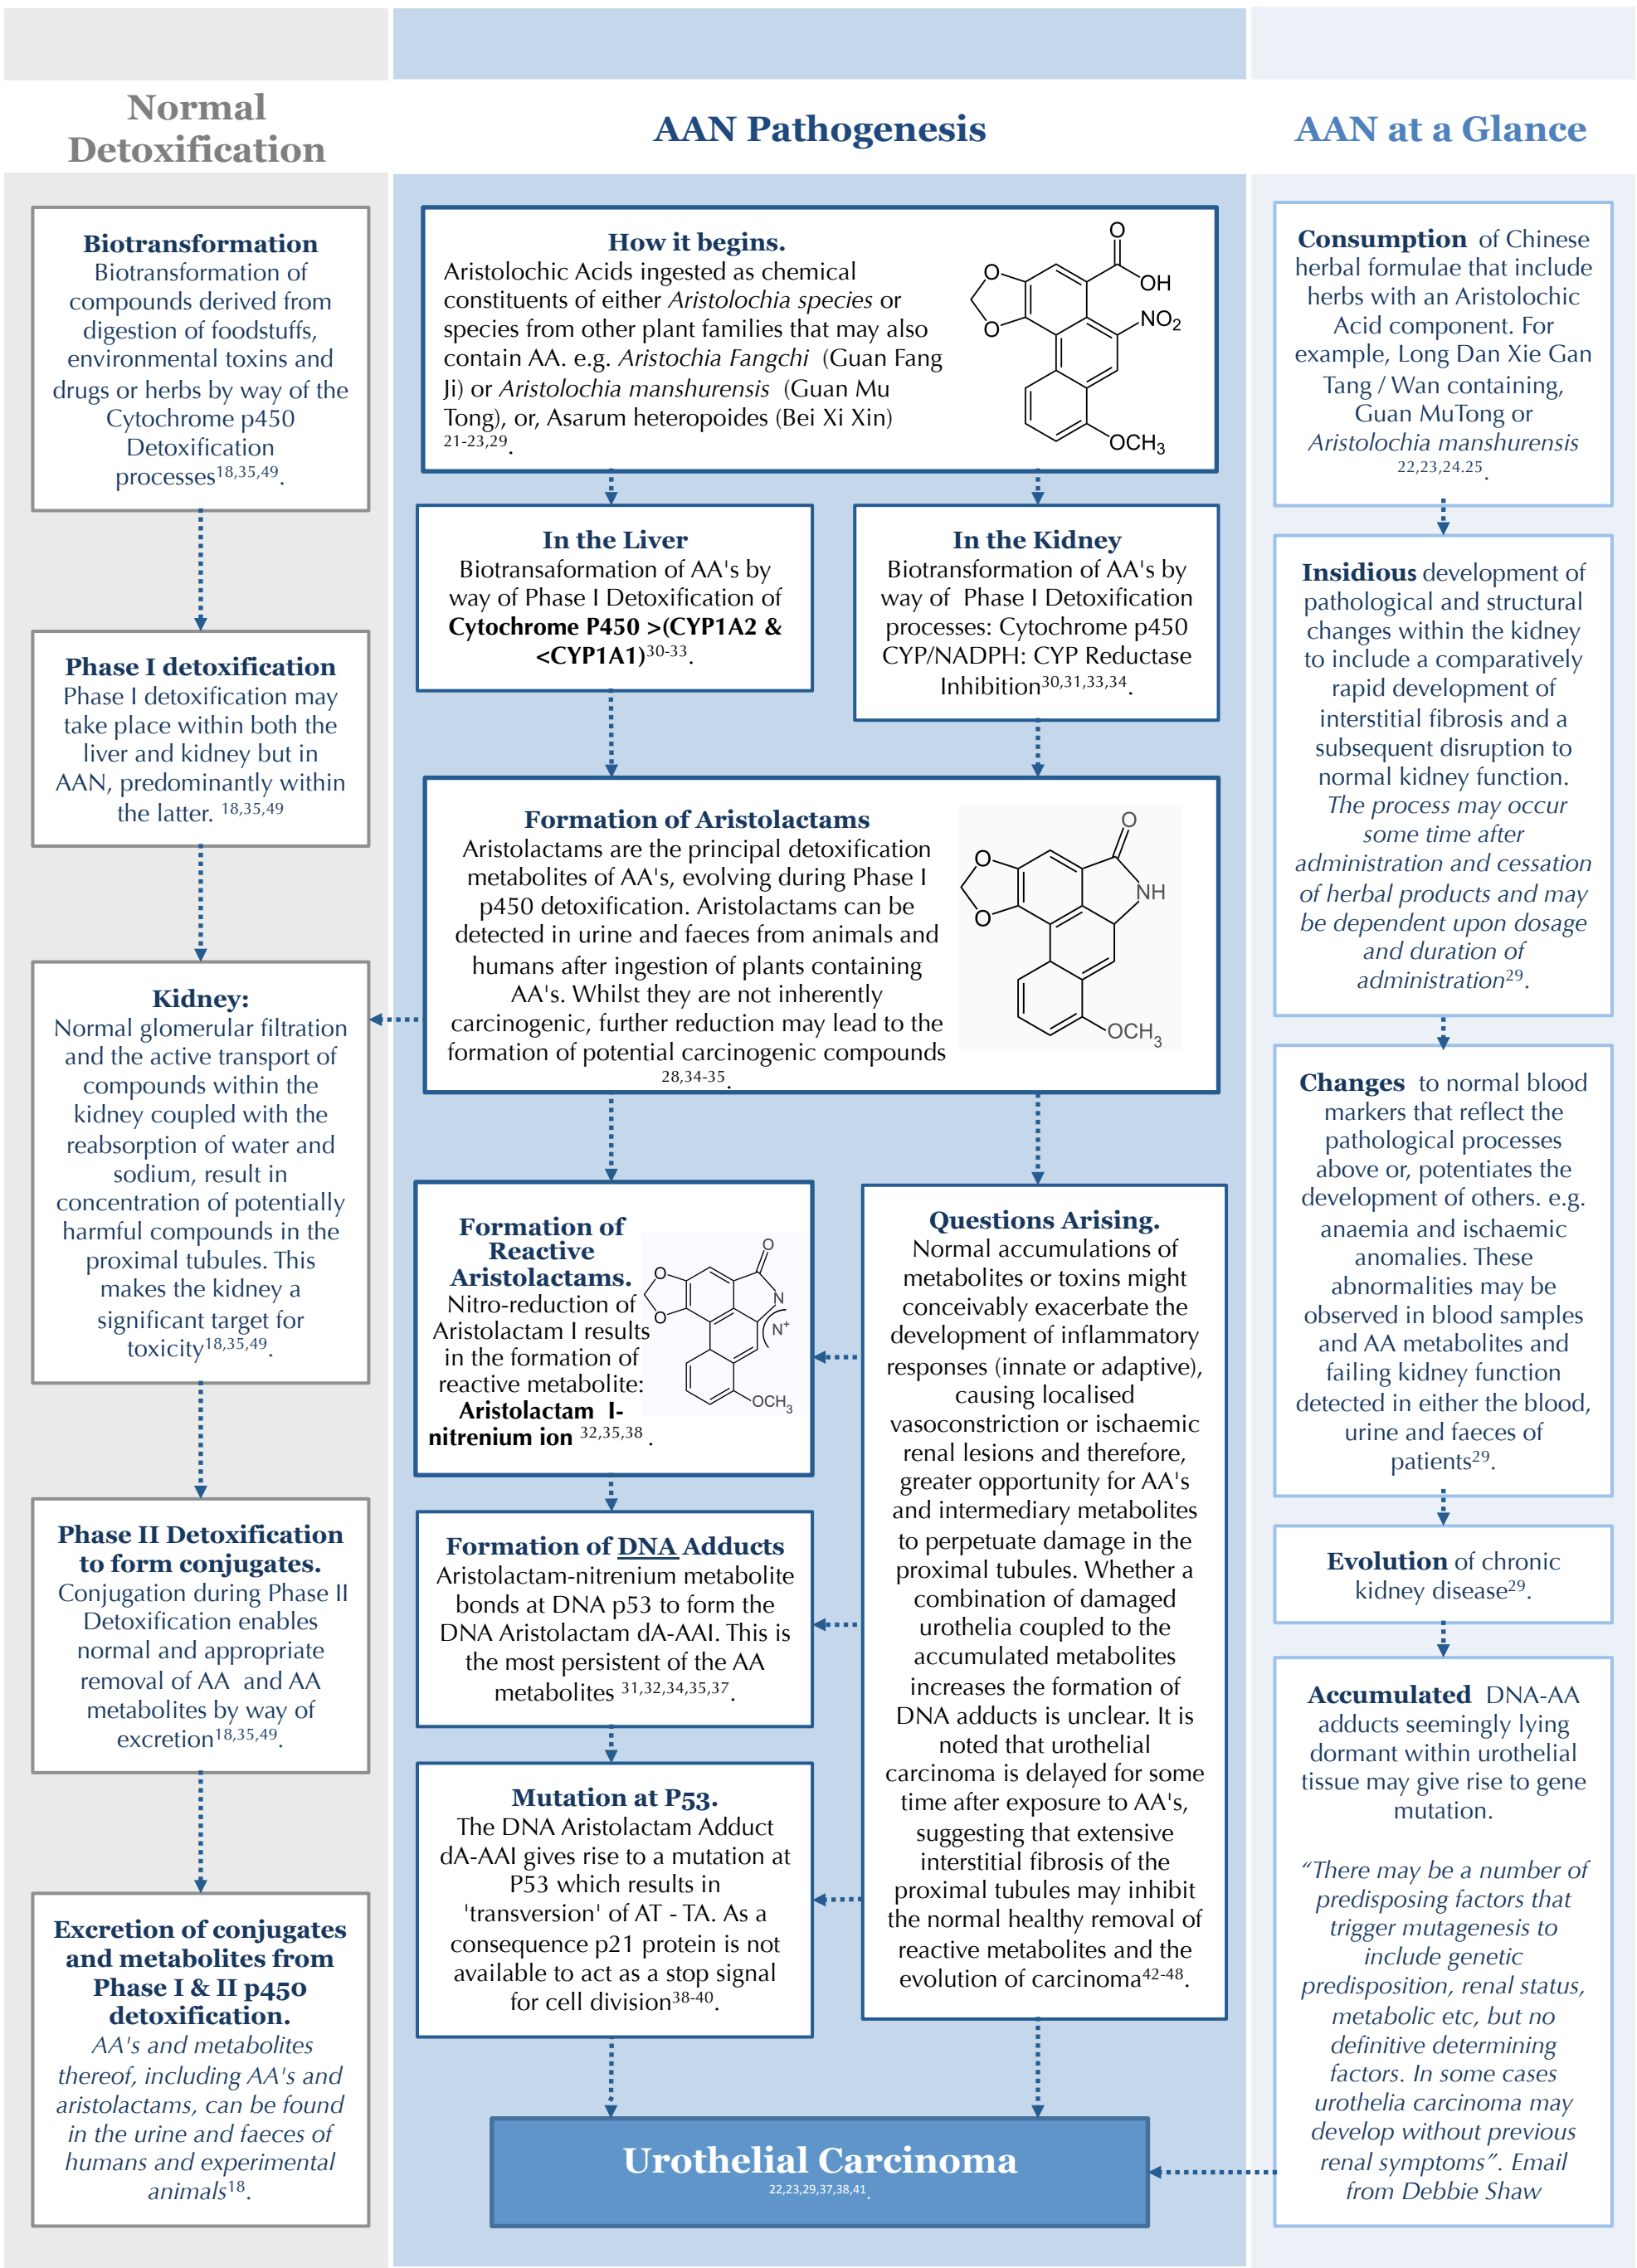 Normal
Detoxification
Biotransformation
Biotransformation of
compounds derived from
digestion of foodstuffs,
environmental toxins and
drugs or herbs by way of the
Cytochrome p450
Detoxification
processes18,35,49.
Phase I detoxification
Phase I detoxification may
take place within both the
liver and kidney but in
AAN, predominantly within
the latter. 18,35,49
Kidney:
Normal glomerular filtration
and the active transport of
compounds within the
kidney coupled with the
reabsorption of water and
sodium, result in
concentration of potentially
harmful compounds in the
proximal tubules. This
makes the kidney a
significant target for
toxicity18,35,49.
Phase II Detoxification
to form conjugates.
Conjugation during Phase II
Detoxification enables
normal and appropriate
removal of AA and AA
metabolites by way of
excretion18,35,49.
Excretion of conjugates
and metabolites from
Phase I & II p450
detoxification.
AA's and metabolites
thereof, including AA's and
aristolactams, can be found
in the urine and faeces of
humans and experimental
animals18.
AAN Pathogenesis
How it begins.
Aristolochic Acids ingested as chemical
constituents of either Aristolochia species or
species from other plant families that may also
contain AA. e.g. Aristochia Fangchi (Guan Fang
Ji) or Aristolochia manshurensis (Guan Mu
Tong), or, Asarum heteropoides (Bei Xi Xin)
21-23,29.
O
OH
O
NO2
O
OCH3
In the Liver
Biotransaformation of AA's by
way of Phase I Detoxification of
Cytochrome P450 >(CYP1A2 &
<CYP1A1)30-33.
In the Kidney
Biotransformation of AA's by
way of Phase I Detoxification
processes: Cytochrome p450
CYP/NADPH: CYP Reductase
Inhibition30,31,33,34.
Formation of Aristolactams
Aristolactams are the principal detoxification
metabolites of AA's, evolving during Phase I
p450 detoxification. Aristolactams can be
detected in urine and faeces from animals and
humans after ingestion of plants containing
AA's. Whilst they are not inherently
carcinogenic, further reduction may lead to the
formation of potential carcinogenic compounds
28,34-35.
O
O
NH
O
OCH3
Formation of
Reactive
Aristolactams.
Nitro-reduction of
Aristolactam I results
in the formation of
reactive metabolite:
Aristolactam I-
nitrenium ion 32,35,38 .
O
O
N
O
N+
OCH3
Formation of DNA Adducts
Aristolactam-nitrenium metabolite
bonds at DNA p53 to form the
DNA Aristolactam dA-AAI. This is
the most persistent of the AA
metabolites 31,32,34,35,37.
Mutation at P53.
The DNA Aristolactam Adduct
dA-AAI gives rise to a mutation at
P53 which results in
'transversion' of AT - TA. As a
consequence p21 protein is not
available to act as a stop signal
for cell division38-40.
Questions Arising.
Normal accumulations of
metabolites or toxins might
conceivably exacerbate the
development of inflammatory
responses (innate or adaptive),
causing localised
vasoconstriction or ischaemic
renal lesions and therefore,
greater opportunity for AA's
and intermediary metabolites
to perpetuate damage in the
proximal tubules. Whether a
combination of damaged
urothelia coupled to the
accumulated metabolites
increases the formation of
DNA adducts is unclear. It is
noted that urothelial
carcinoma is delayed for some
time after exposure to AA's,
suggesting that extensive
interstitial fibrosis of the
proximal tubules may inhibit
the normal healthy removal of
reactive metabolites and the
evolution of carcinoma42-48.
Urothelial Carcinoma
22,23,29,37,38,41.
AAN at a Glance
Consumption of Chinese
herbal formulae that include
herbs with an Aristolochic
Acid component. For
example, Long Dan Xie Gan
Tang / Wan containing,
Guan MuTong or
Aristolochia manshurensis
22,23,24.25.
Insidious development of
pathological and structural
changes within the kidney
to include a comparatively
rapid development of
interstitial fibrosis and a
subsequent disruption to
normal kidney function.
The process may occur
some time after
administration and cessation
of herbal products and may
be dependent upon dosage
and duration of
administration29.
Changes to normal blood
markers that reflect the
pathological processes
above or, potentiates the
development of others. e.g.
anaemia and ischaemic
anomalies. These
abnormalities may be
observed in blood samples
and AA metabolites and
failing kidney function
detected in either the blood,
urine and faeces of
patients29.
Evolution of chronic
kidney disease29.
Accumulated DNA-AA
adducts seemingly lying
dormant within urothelial
tissue may give rise to gene
mutation.
“There may be a number of
predisposing factors that
trigger mutagenesis to
include genetic
predisposition, renal status,
metabolic etc, but no
definitive determining
factors. In some cases
urothelia carcinoma may
develop without previous
renal symptoms”. Email
from Debbie Shaw